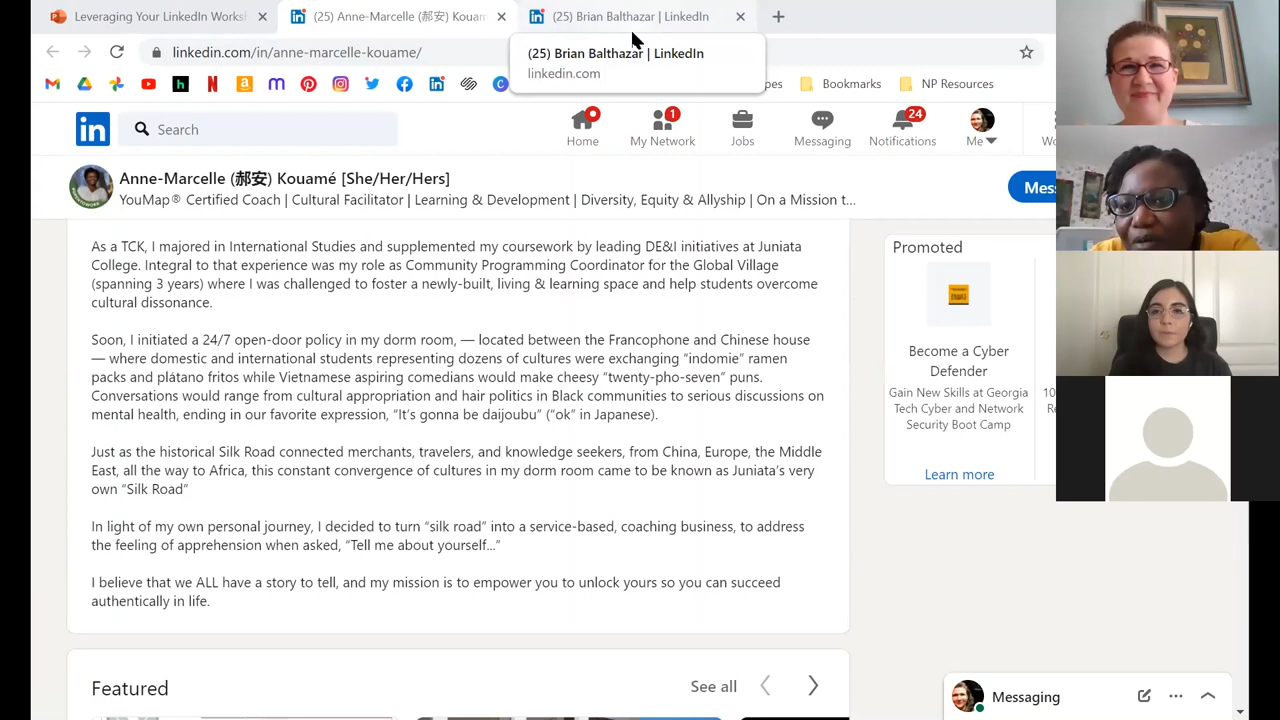 Leveraging Your LinkedIn Works
(25) Anne-Marcelle (郝安) Kouam
(25) Brian Balthazar | LinkedIn
linkedin.com/in/anne-marcelle-kouame/
(25) Brian Balthazar | LinkedIn
linkedin.com
pes
Bookmarks
NP Resources
in
Search
Home
1
My Network
Jobs
Messaging
24
Notifications
Me
Wo
Anne-Marcelle (郝安) Kouamé [She/Her/Hers]
YouMap® Certified Coach | Cultural Facilitator | Learning & Development | Diversity, Equity & Allyship | On a Mission t...
Mes
As a TCK, I majored in International Studies and supplemented my coursework by leading DE&I initiatives at Juniata
College. Integral to that experience was my role as Community Programming Coordinator for the Global Village
(spanning 3 years) where I was challenged to foster a newly-built, living & learning space and help students overcome
cultural dissonance.
Soon, I initiated a 24/7 open-door policy in my dorm room, — located between the Francophone and Chinese house
— where domestic and international students representing dozens of cultures were exchanging “indomie” ramen
packs and plátano fritos while Vietnamese aspiring comedians would make cheesy “twenty-pho-seven” puns.
Conversations would range from cultural appropriation and hair politics in Black communities to serious discussions on
mental health, ending in our favorite expression, “It’s gonna be daijoubu” (“ok” in Japanese).
Just as the historical Silk Road connected merchants, travelers, and knowledge seekers, from China, Europe, the Middle
East, all the way to Africa, this constant convergence of cultures in my dorm room came to be known as Juniata’s very
own “Silk Road”
In light of my own personal journey, I decided to turn “silk road” into a service-based, coaching business, to address
the feeling of apprehension when asked, “Tell me about yourself...”
I believe that we ALL have a story to tell, and my mission is to empower you to unlock yours so you can succeed
authentically in life.
Featured
See all
Promoted
Become a Cyber
Defender
Gain New Skills at Georgia
Tech Cyber and Network
Security Boot Camp
Learn more
10
Re
Messaging